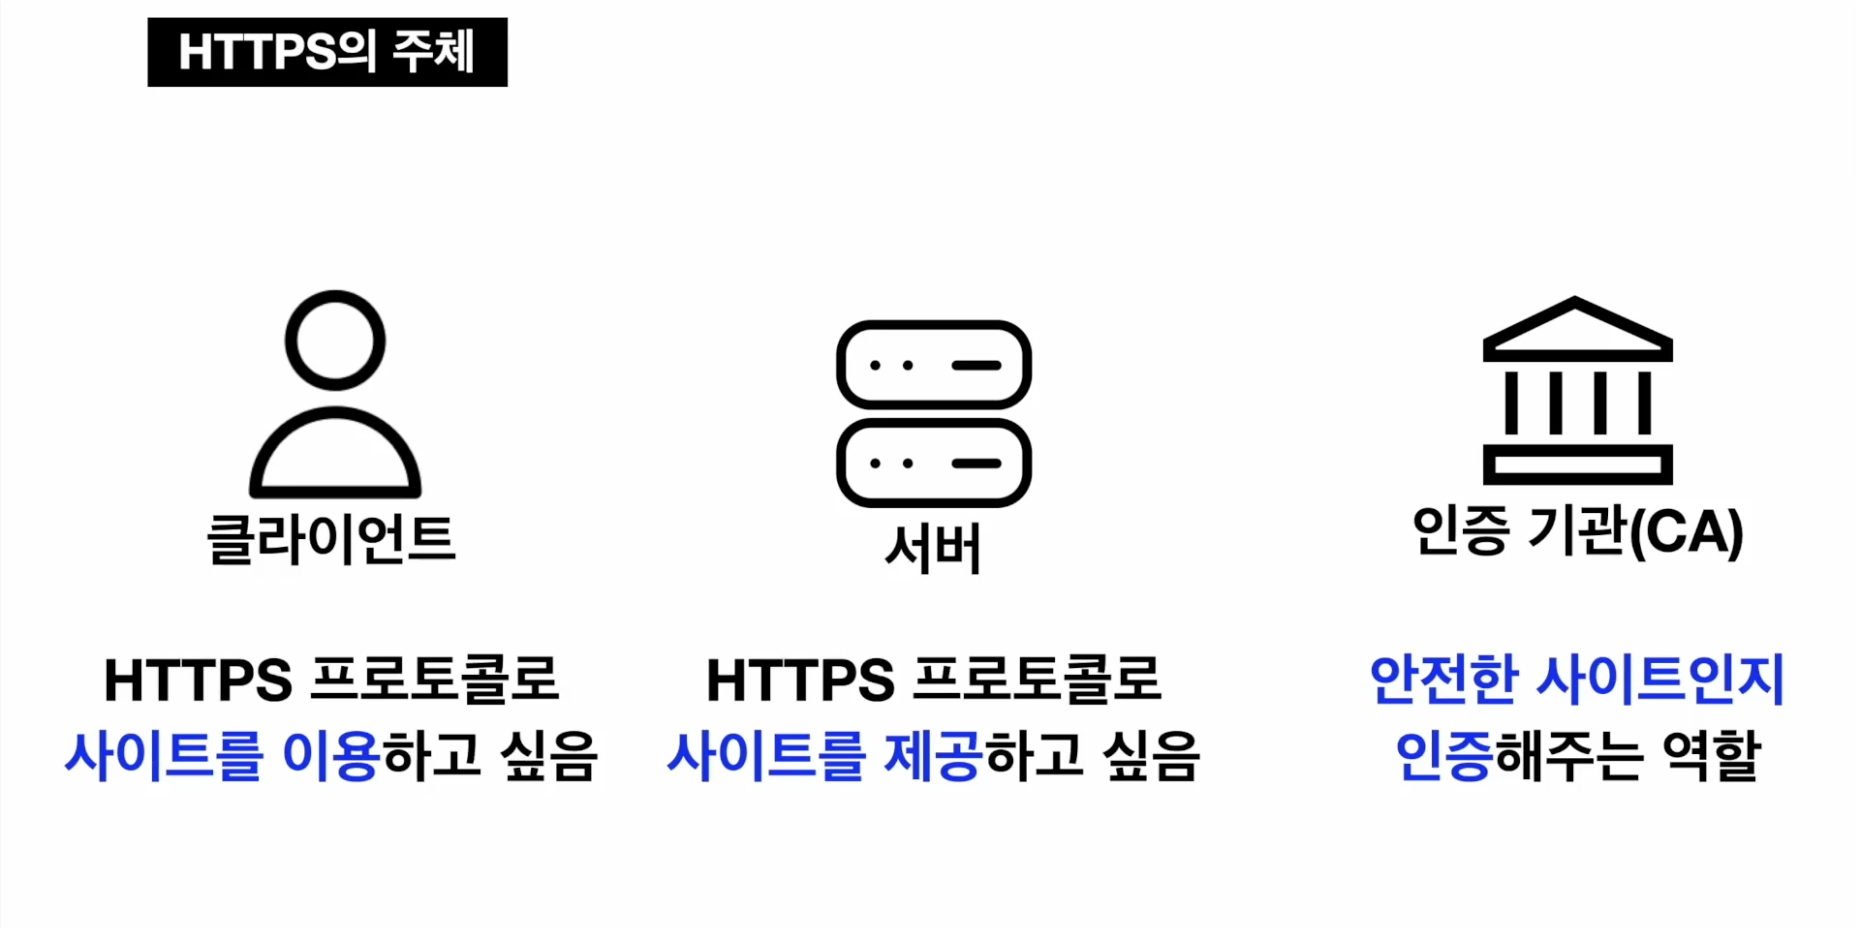 HTTPS의 주체
클라이언트
HTTPS 프로토콜로
사이트를 이용하고 싶음
서버
HTTPS 프로토콜로
사이트를 제공하고 싶음
인증 기관(CA)
안전한 사이트인지
인증해주는 역할